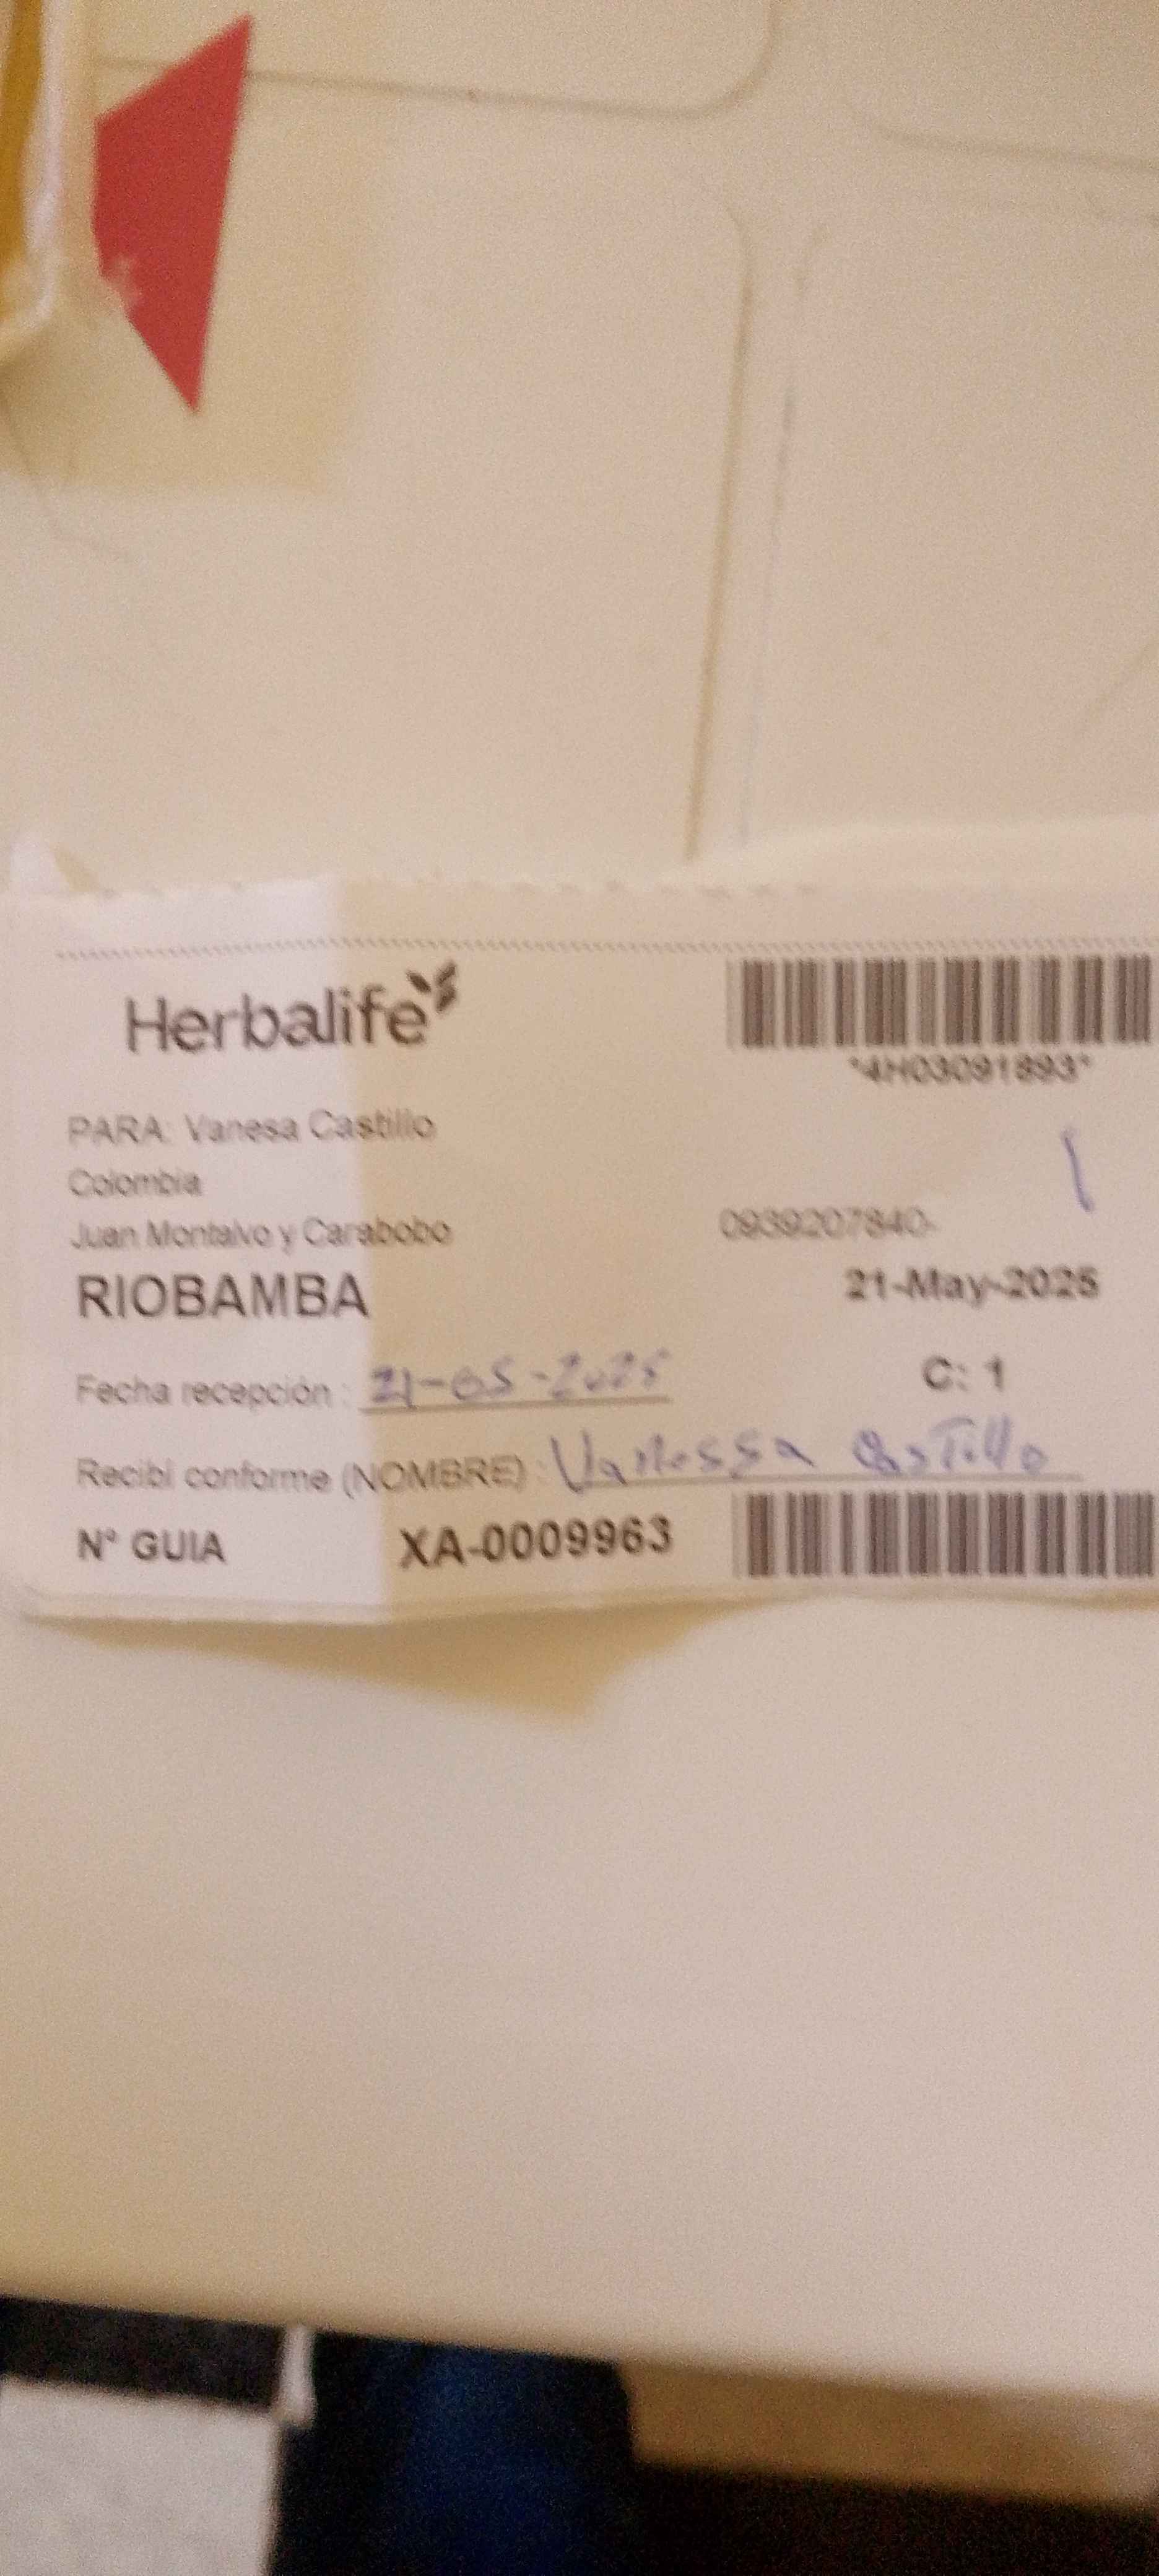 Herbalife
*4H03091893*
PARA: Vanesa Castillo
Colombia
Juan Montalvo y Carabobo 0939207840-
RIOBAMBA 21-May-2025
Fecha recepción : 21-05-2025 C: 1
Recibí conforme (NOMBRE) : Vanessa Castillo
N° GUIA XA-0009963